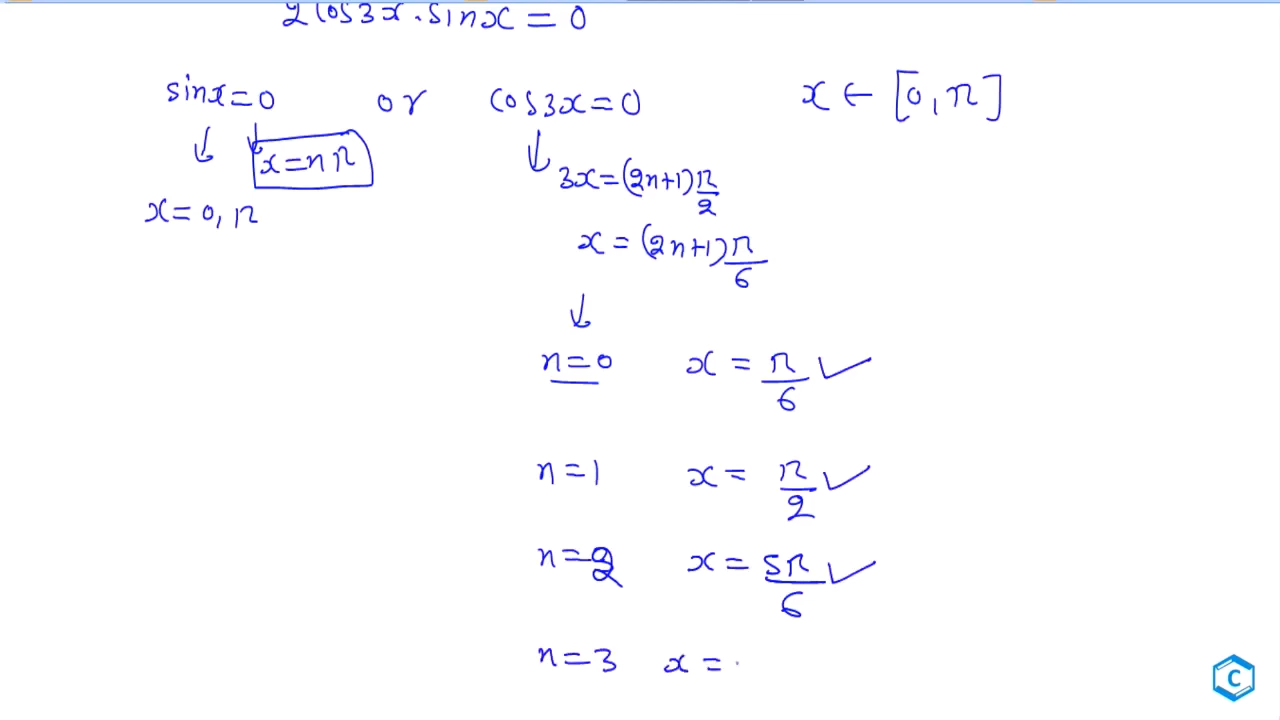 2 cos3x . sinx = 0
sinx = 0 or cos3x = 0 x ∈ [0, π]
x = nπ
3x = (2n+1)π/2
x = 0, π
x = (2n+1)π/6
n = 0 x = π/6 ✓
n = 1 x = π/2 ✓
n = 2 x = 5π/6 ✓
n = 3 x =
C